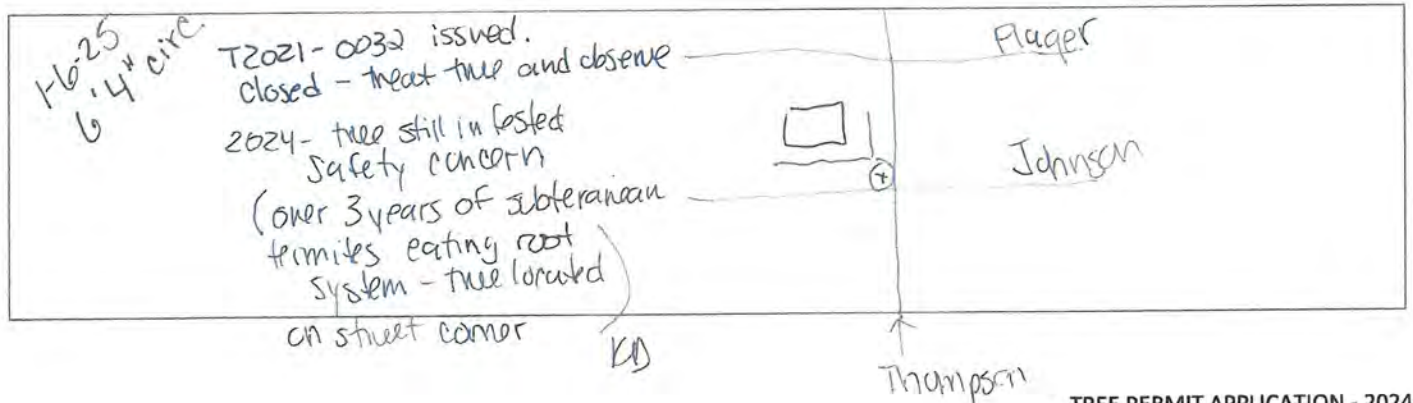 1-6-25
6'4" circ.
T2021-0032 issued.
closed - treat tree and observe
2024 - tree still infested
safety concern
(over 3 years of subteranean
termites eating root
system - tree located
on street corner
KD
Plager
Johnson
Thompson
TREE PERMIT APPLICATION - 2024